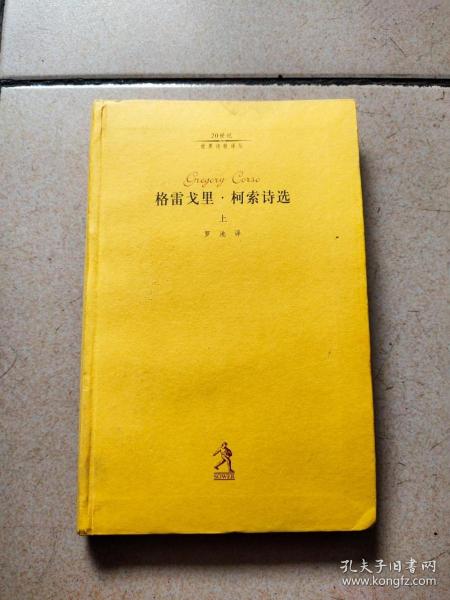 20世纪
世界诗歌译丛
Gregory Corso
格雷戈里·柯索诗选
上
罗池 译
SOWER
孔夫子旧书网
www.kongfz.com